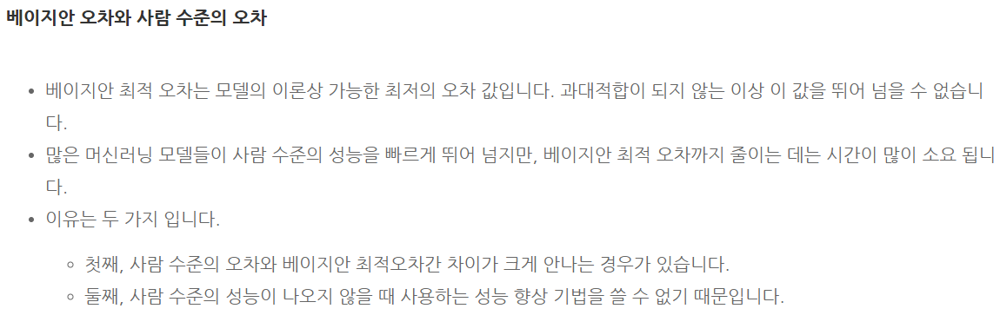 베이지안 오차와 사람 수준의 오차
• 베이지안 최적 오차는 모델의 이론상 가능한 최저의 오차 값입니다. 과대적합이 되지 않는 이상 이 값을 뛰어 넘을 수 없습니
다.
• 많은 머신러닝 모델들이 사람 수준의 성능을 빠르게 뛰어 넘지만, 베이지안 최적 오차까지 줄이는 데는 시간이 많이 소요 됩니
다.
• 이유는 두 가지 입니다.
◦ 첫째, 사람 수준의 오차와 베이지안 최적오차간 차이가 크게 안나는 경우가 있습니다.
◦ 둘째, 사람 수준의 성능이 나오지 않을 때 사용하는 성능 향상 기법을 쓸 수 없기 때문입니다.